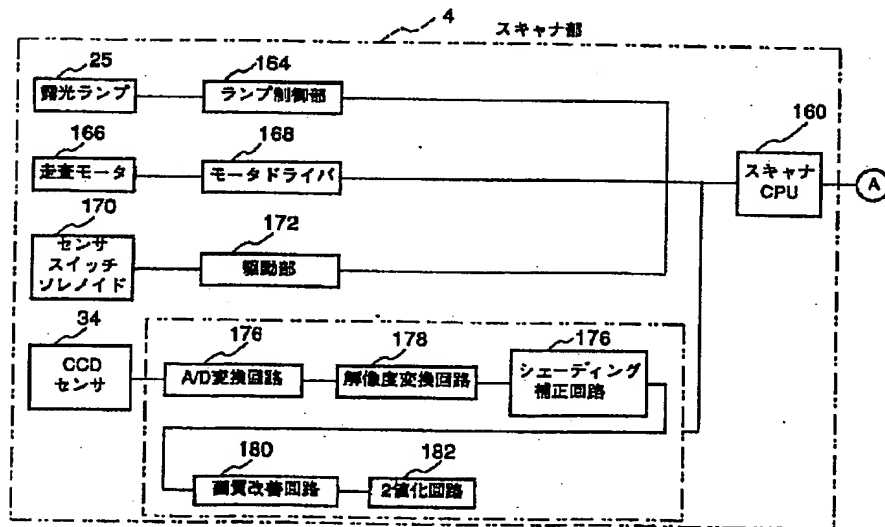 4
スキャナ部
25
露光ランプ
164
ランプ制御部
166
走査モータ
168
モータドライバ
160
スキャナ
CPU
A
170
センサ
スイッチ
ソレノイド
172
駆動部
34
CCD
センサ
176
A/D変換回路
178
解像度変換回路
176
シェーディング
補正回路
180
画質改善回路
182
2値化回路